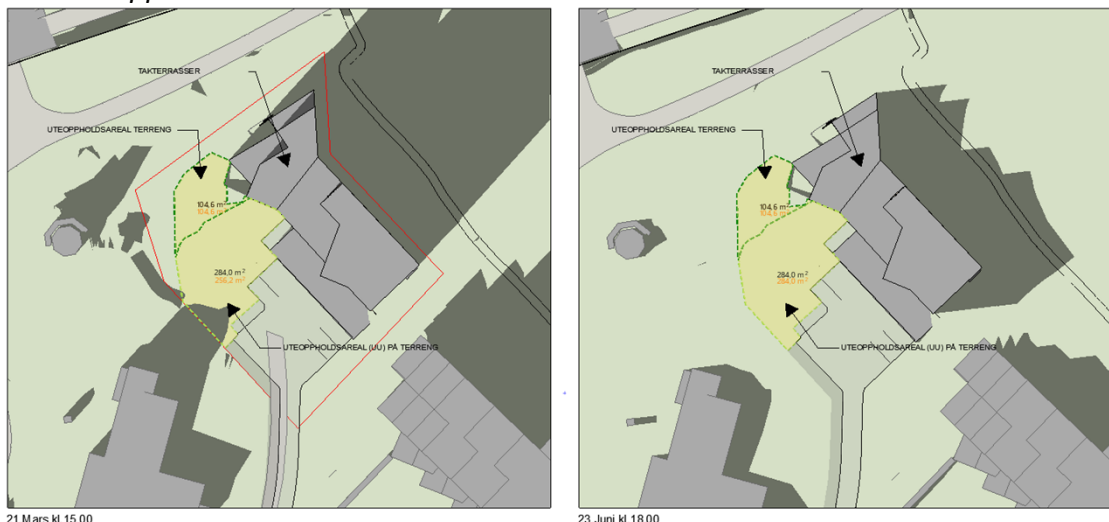 TAKTERRASSER
UTEOPPHOLDSAREAL TERRENG
104,6 m²
104,6 m²
284,0 m²
256,2 m²
UTEOPPHOLDSAREAL (UU) PÅ TERRENG
21 Mars kl 15.00
TAKTERRASSER
UTEOPPHOLDSAREAL TERRENG
104,6 m²
104,6 m²
284,0 m²
284,0 m²
UTEOPPHOLDSAREAL (UU) PÅ TERRENG
23 Juni kl 18.00